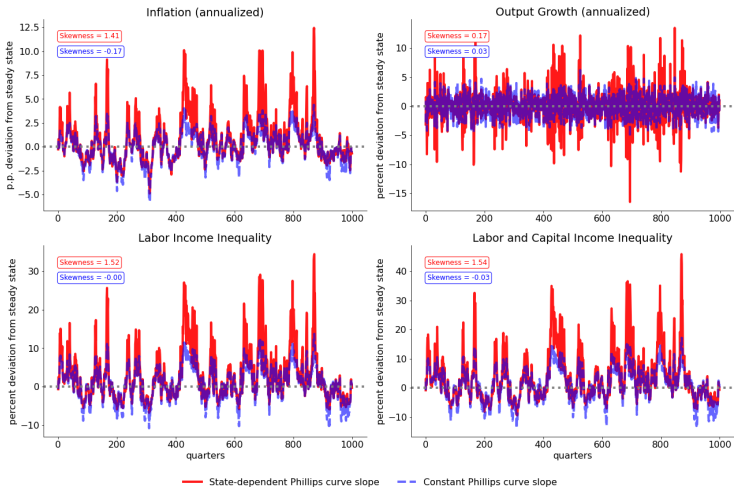 Inflation (annualized)
p.p. deviation from steady state
12.5
10.0
7.5
5.0
2.5
0.0
−2.5
−5.0
Skewness = 1.41
Skewness = -0.17
0 200 400 600 800 1000
Output Growth (annualized)
percent deviation from steady state
10
5
0
−5
−10
−15
Skewness = 0.17
Skewness = 0.03
0 200 400 600 800 1000
Labor Income Inequality
percent deviation from steady state
30
20
10
0
−10
Skewness = 1.52
Skewness = -0.00
0 200 400 600 800 1000
quarters
Labor and Capital Income Inequality
percent deviation from steady state
40
30
20
10
0
−10
Skewness = 1.54
Skewness = -0.03
0 200 400 600 800 1000
quarters
State-dependent Phillips curve slope
Constant Phillips curve slope